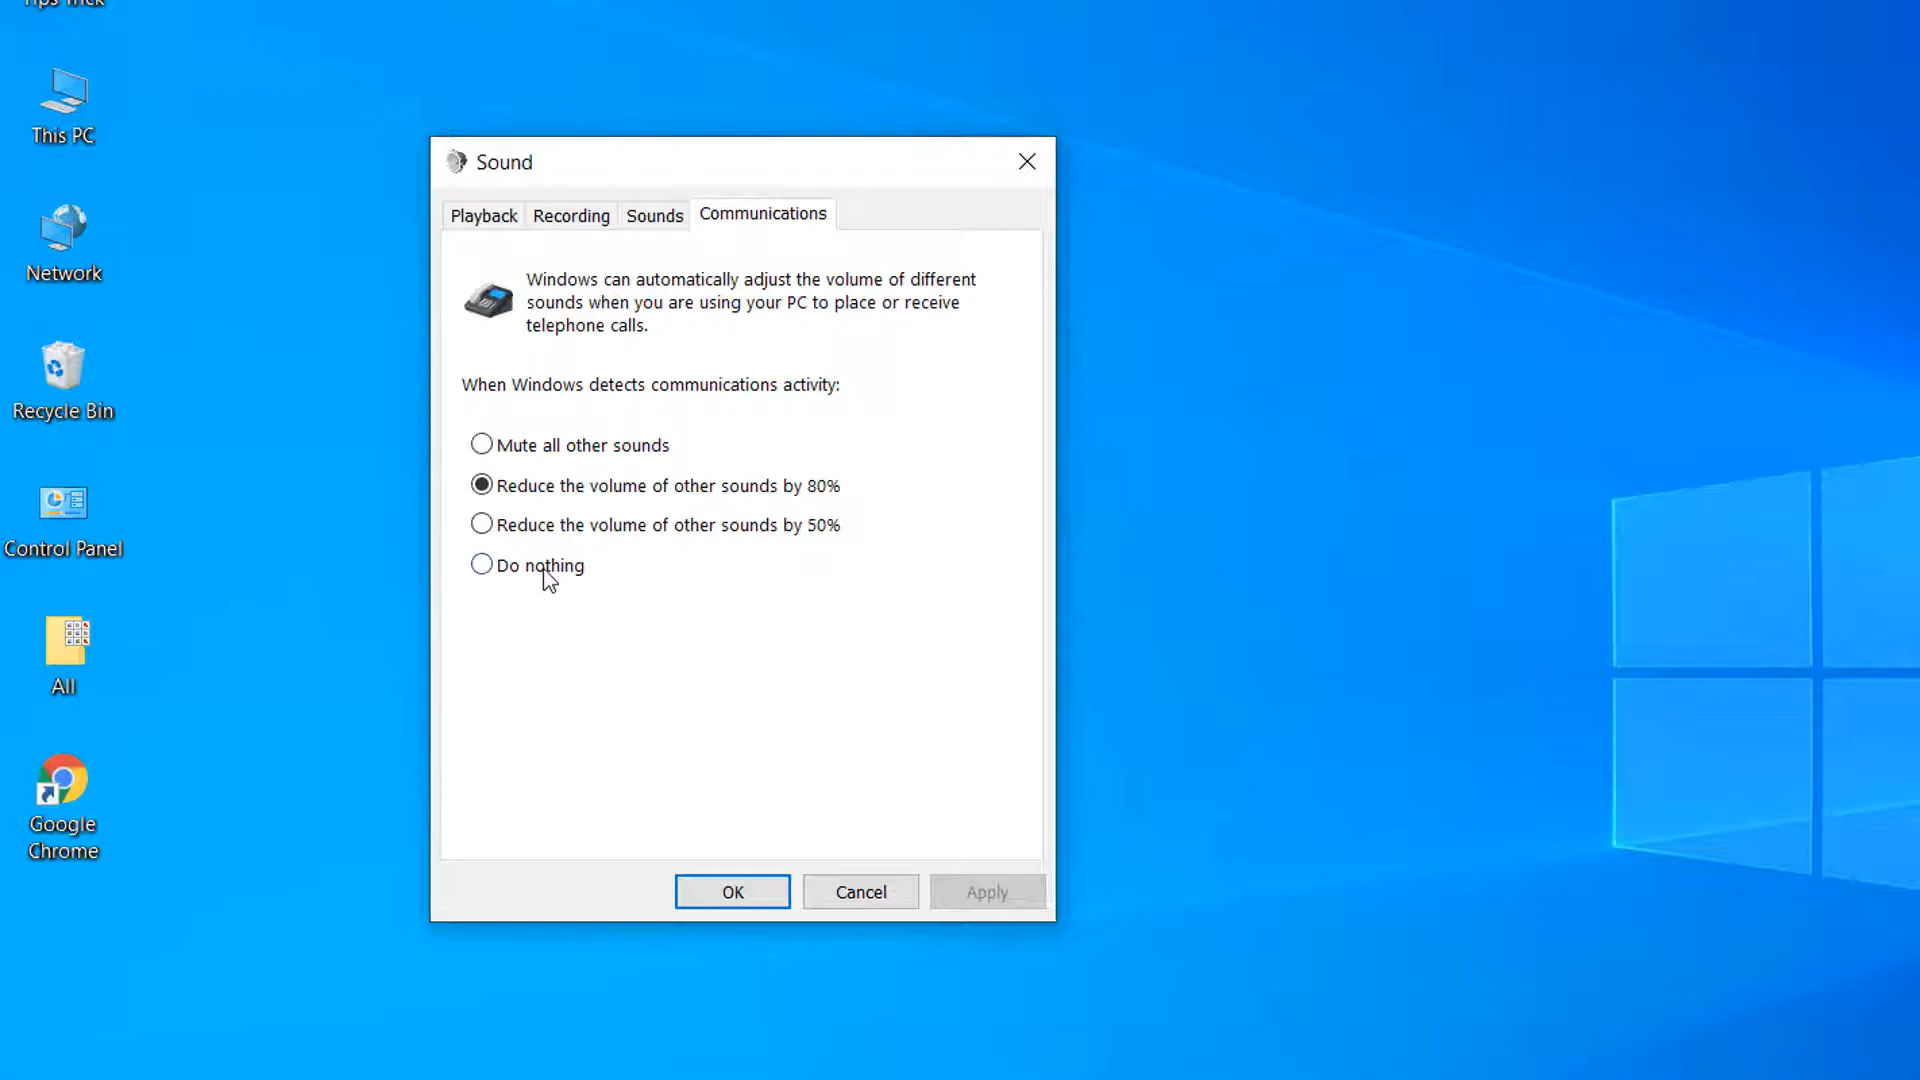 Tips Trick
This PC
Network
Recycle Bin
Control Panel
All
Google
Chrome
Sound
Playback
Recording
Sounds
Communications
Windows can automatically adjust the volume of different
sounds when you are using your PC to place or receive
telephone calls.
When Windows detects communications activity:
Mute all other sounds
Reduce the volume of other sounds by 80%
Reduce the volume of other sounds by 50%
Do nothing
OK
Cancel
Apply